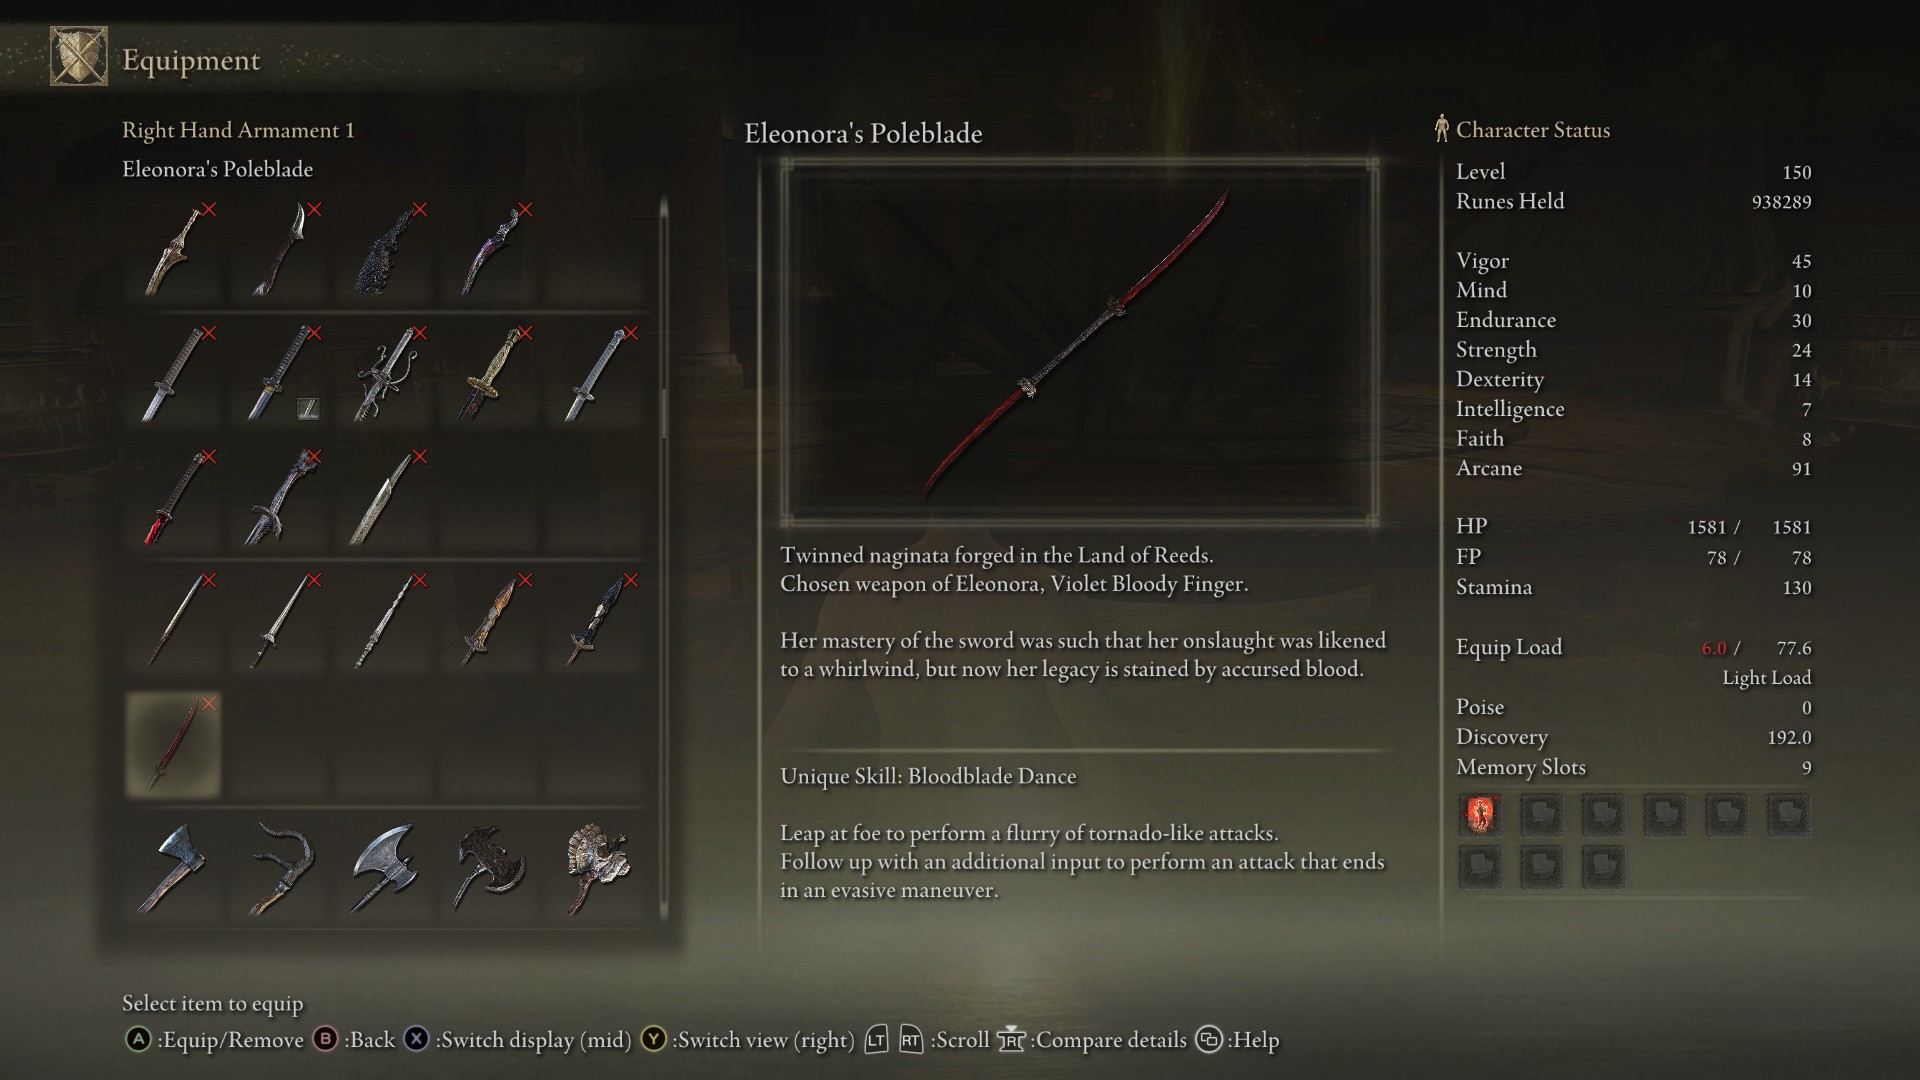 Equipment
Right Hand Armament 1
Eleonora's Poleblade
Eleonora's Poleblade
Twinned naginata forged in the Land of Reeds.
Chosen weapon of Eleonora, Violet Bloody Finger.
Her mastery of the sword was such that her onslaught was likened
to a whirlwind, but now her legacy is stained by accursed blood.
Unique Skill: Bloodblade Dance
Leap at foe to perform a flurry of tornado-like attacks.
Follow up with an additional input to perform an attack that ends
in an evasive maneuver.
Character Status
Level 150
Runes Held 938289
Vigor 45
Mind 10
Endurance 30
Strength 24
Dexterity 14
Intelligence 7
Faith 8
Arcane 91
HP 1581 / 1581
FP 78 / 78
Stamina 130
Equip Load 6.0 / 77.6
Light Load
Poise 0
Discovery 192.0
Memory Slots 9
Select item to equip
A :Equip/Remove B :Back X :Switch display (mid) Y :Switch view (right) LT RT :Scroll R :Compare details :Help